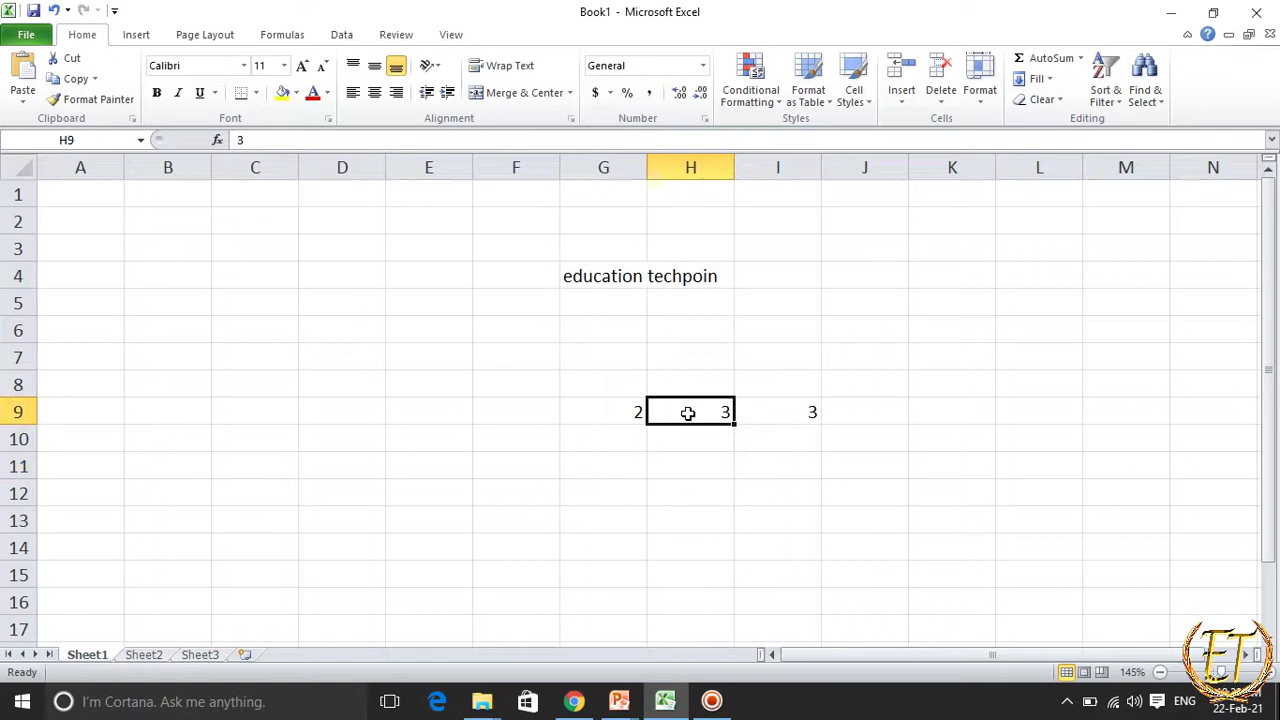 Book1 - Microsoft Excel
File Home Insert Page Layout Formulas Data Review View
Paste
Cut
Copy
Format Painter
Clipboard
Calibri 11
B I U
Font
Wrap Text
Merge & Center
Alignment
General
$ % ,
Number
Conditional Formatting
Format as Table
Cell Styles
Styles
Insert Delete Format
Cells
Σ AutoSum
Fill
Clear
Sort & Filter
Find & Select
Editing
H9 fx 3
A B C D E F G H I J K L M N
1
2
3
4 education techpoin
5
6
7
8
9 2 3 3
10
11
12
13
14
15
16
17
Sheet1 Sheet2 Sheet3
Ready 145%
I'm Cortana. Ask me anything.
ENG
22-Feb-21
ET